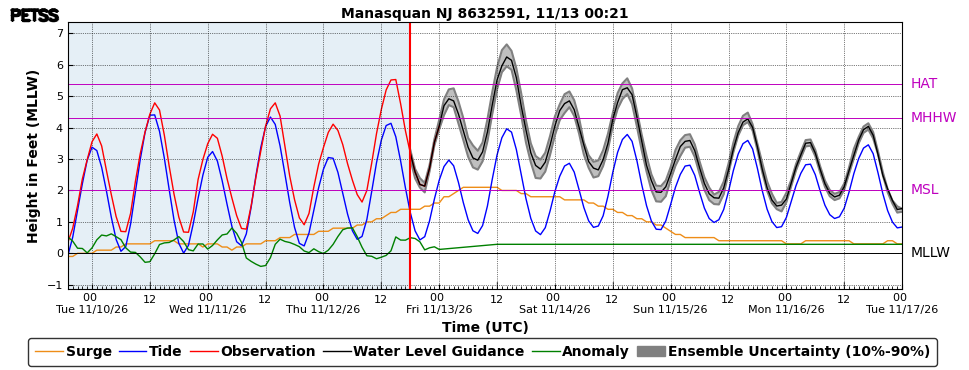 PETSS
Manasquan NJ 8632591, 11/13 00:21
Height in Feet (MLLW)
7
6
5
4
3
2
1
0
−1
HAT
MHHW
MSL
MLLW
00 12 00 12 00 12 00 12 00 12 00 12 00 12 00
Tue 11/10/26 Wed 11/11/26 Thu 11/12/26 Fri 11/13/26 Sat 11/14/26 Sun 11/15/26 Mon 11/16/26 Tue 11/17/26
Time (UTC)
Surge Tide Observation Water Level Guidance Anomaly Ensemble Uncertainty (10%-90%)